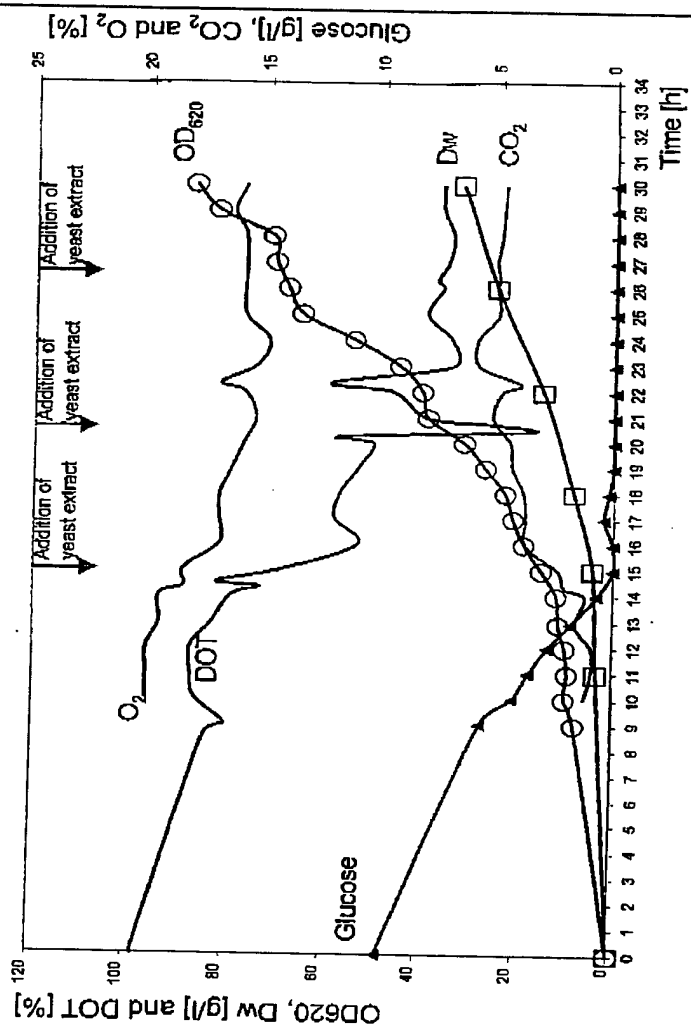 Glucose [g/l], CO2 and O2 [%]
25
20
15
10
5
0
Addition of
yeast extract
Addition of
yeast extract
Addition of
yeast extract
OD620
O2
DOT
Glucose
Dw
CO2
120
100
80
60
40
20
0
OD620, Dw [g/l] and DOT [%]
0 1 2 3 4 5 6 7 8 9 10 11 12 13 14 15 16 17 18 19 20 21 22 23 24 25 26 27 28 29 30 31 32 33 34
Time [h]